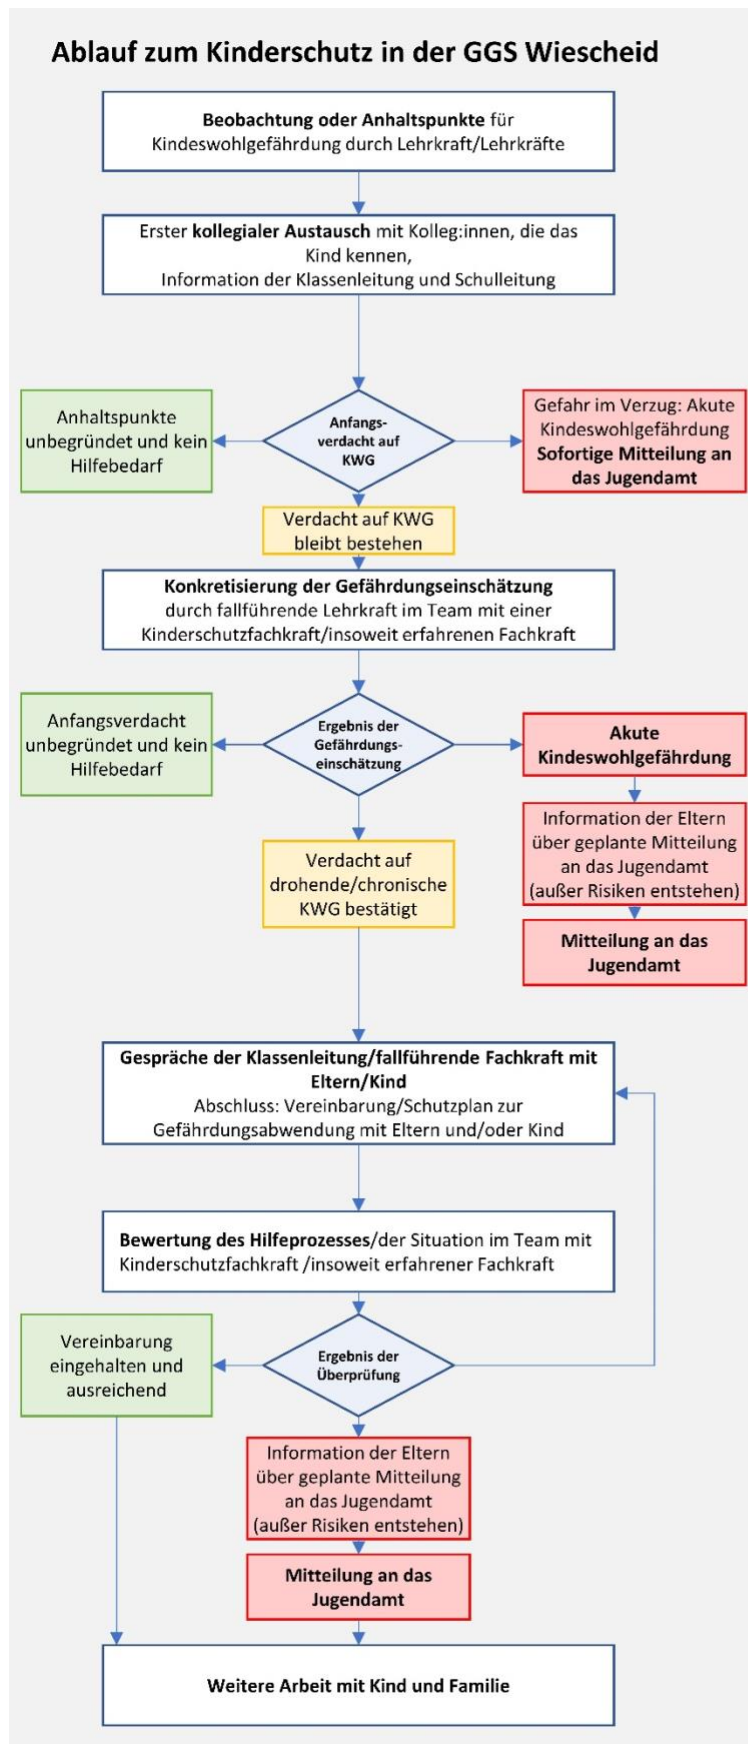 Ablauf zum Kinderschutz in der GGS Wiescheid
Beobachtung oder Anhaltspunkte für
Kindeswohlgefährdung durch Lehrkraft/Lehrkräfte
Erster kollegialer Austausch mit Kolleg:innen, die das
Kind kennen,
Information der Klassenleitung und Schulleitung
Anhaltspunkte
unbegründet und kein
Hilfebedarf
Anfangs-
verdacht auf
KWG
Gefahr im Verzug: Akute
Kindeswohlgefährdung
Sofortige Mitteilung an
das Jugendamt
Verdacht auf KWG
bleibt bestehen
Konkretisierung der Gefährdungseinschätzung
durch fallführende Lehrkraft im Team mit einer
Kinderschutzfachkraft/insoweit erfahrenen Fachkraft
Anfangsverdacht
unbegründet und kein
Hilfebedarf
Ergebnis der
Gefährdungs-
einschätzung
Akute
Kindeswohlgefährdung
Information der Eltern
über geplante Mitteilung
an das Jugendamt
(außer Risiken entstehen)
Mitteilung an das
Jugendamt
Verdacht auf
drohende/chronische
KWG bestätigt
Gespräche der Klassenleitung/fallführende Fachkraft mit
Eltern/Kind
Abschluss: Vereinbarung/Schutzplan zur
Gefährdungsabwendung mit Eltern und/oder Kind
Bewertung des Hilfeprozesses/der Situation im Team mit
Kinderschutzfachkraft /insoweit erfahrener Fachkraft
Vereinbarung
eingehalten und
ausreichend
Ergebnis der
Überprüfung
Information der Eltern
über geplante Mitteilung
an das Jugendamt
(außer Risiken entstehen)
Mitteilung an das
Jugendamt
Weitere Arbeit mit Kind und Familie